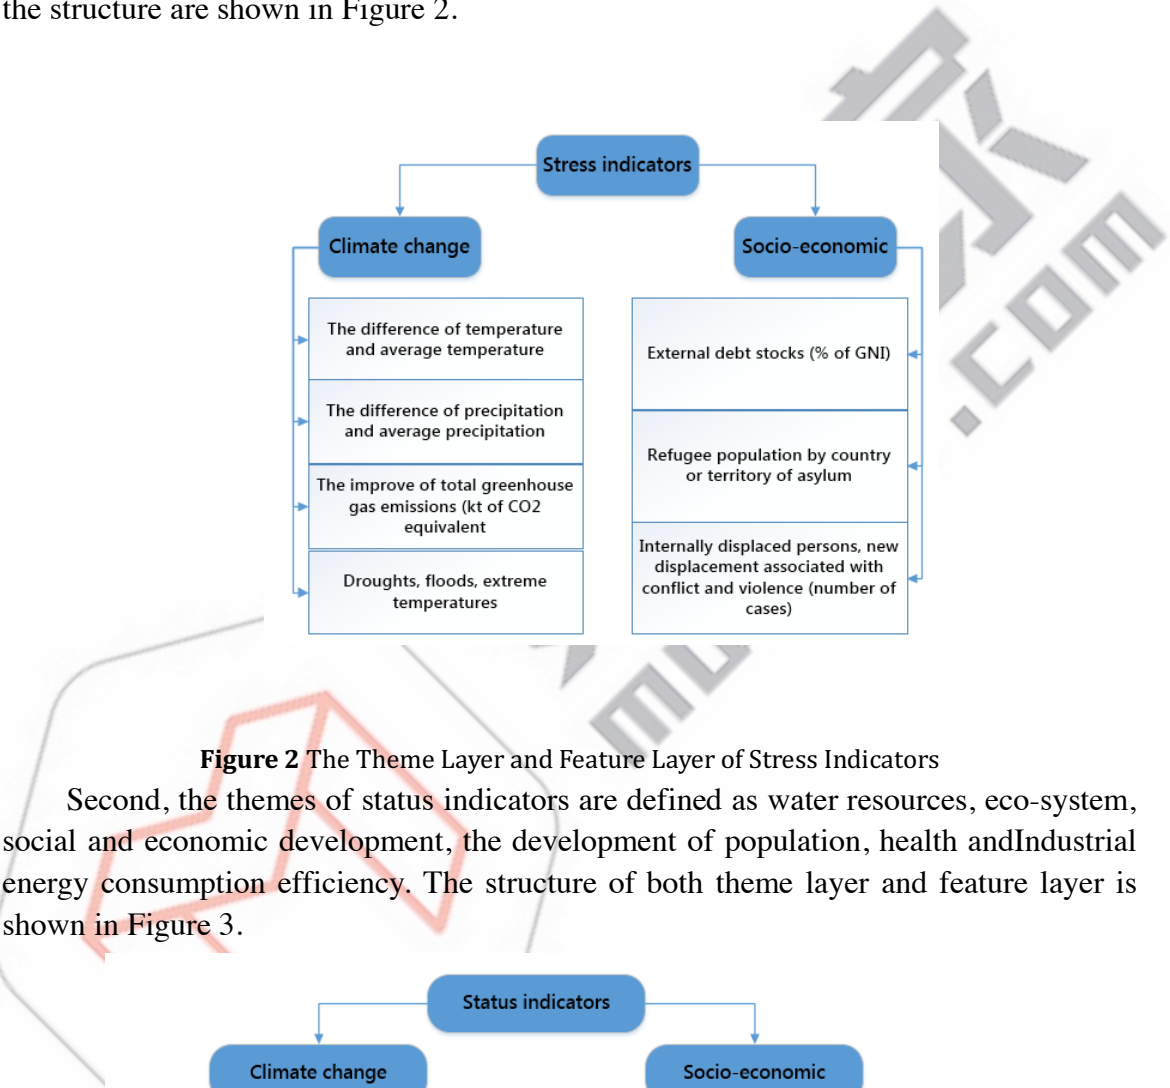 the structure are shown in Figure 2.
Stress indicators
Climate change
Socio-economic
The difference of temperature
and average temperature
The difference of precipitation
and average precipitation
The improve of total greenhouse
gas emissions (kt of CO2
equivalent
Droughts, floods, extreme
temperatures
External debt stocks (% of GNI)
Refugee population by country
or territory of asylum
Internally displaced persons, new
displacement associated with
conflict and violence (number of
cases)
Figure 2 The Theme Layer and Feature Layer of Stress Indicators
Second, the themes of status indicators are defined as water resources, eco-system,
social and economic development, the development of population, health andIndustrial
energy consumption efficiency. The structure of both theme layer and feature layer is
shown in Figure 3.
Status indicators
Climate change
Socio-economic
.com